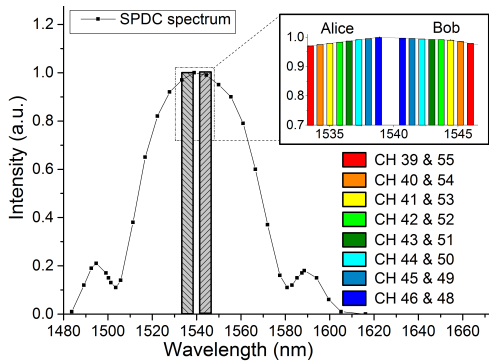 SPDC spectrum
Alice
Bob
1.0
0.9
0.8
0.7
1535
1540
1545
Intensity (a.u.)
1.2
1.0
0.8
0.6
0.4
0.2
0.0
CH 39 & 55
CH 40 & 54
CH 41 & 53
CH 42 & 52
CH 43 & 51
CH 44 & 50
CH 45 & 49
CH 46 & 48
1480 1500 1520 1540 1560 1580 1600 1620 1640 1660
Wavelength (nm)